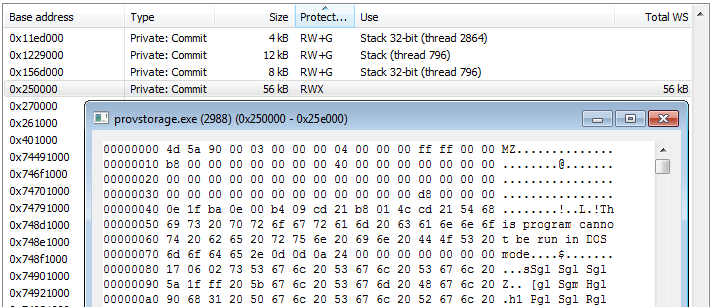 Base address Type Size Protect... Use Total WS
0x11ed000 Private: Commit 4 kB RW+G Stack 32-bit (thread 2864)
0x1229000 Private: Commit 12 kB RW+G Stack (thread 796)
0x156d000 Private: Commit 8 kB RW+G Stack 32-bit (thread 796)
0x250000 Private: Commit 56 kB RWX 56 kB
0x270000
0x261000
0x401000
0x74491000
0x746f1000
0x74701000
0x74791000
0x748d1000
0x748e1000
0x748f1000
0x74901000
0x74921000
provstorage.exe (2988) (0x250000 - 0x25e000)
00000000 4d 5a 90 00 03 00 00 00 04 00 00 00 ff ff 00 00 MZ..............
00000010 b8 00 00 00 00 00 00 00 40 00 00 00 00 00 00 00 ........@.......
00000020 00 00 00 00 00 00 00 00 00 00 00 00 00 00 00 00 ................
00000030 00 00 00 00 00 00 00 00 00 00 00 00 d8 00 00 00 ................
00000040 0e 1f ba 0e 00 b4 09 cd 21 b8 01 4c cd 21 54 68 ........!..L.!Th
00000050 69 73 20 70 72 6f 67 72 61 6d 20 63 61 6e 6e 6f is program canno
00000060 74 20 62 65 20 72 75 6e 20 69 6e 20 44 4f 53 20 t be run in DOS
00000070 6d 6f 64 65 2e 0d 0d 0a 24 00 00 00 00 00 00 00 mode....$.......
00000080 17 06 02 73 53 67 6c 20 53 67 6c 20 53 67 6c 20 ...sSgl Sgl Sgl
00000090 5a 1f ff 20 5b 67 6c 20 53 67 6d 20 48 67 6c 20 Z.. [gl Sgm Hgl
000000a0 90 68 31 20 50 67 6c 20 53 67 6c 20 52 67 6c 20 .h1 Pgl Sgl Rgl